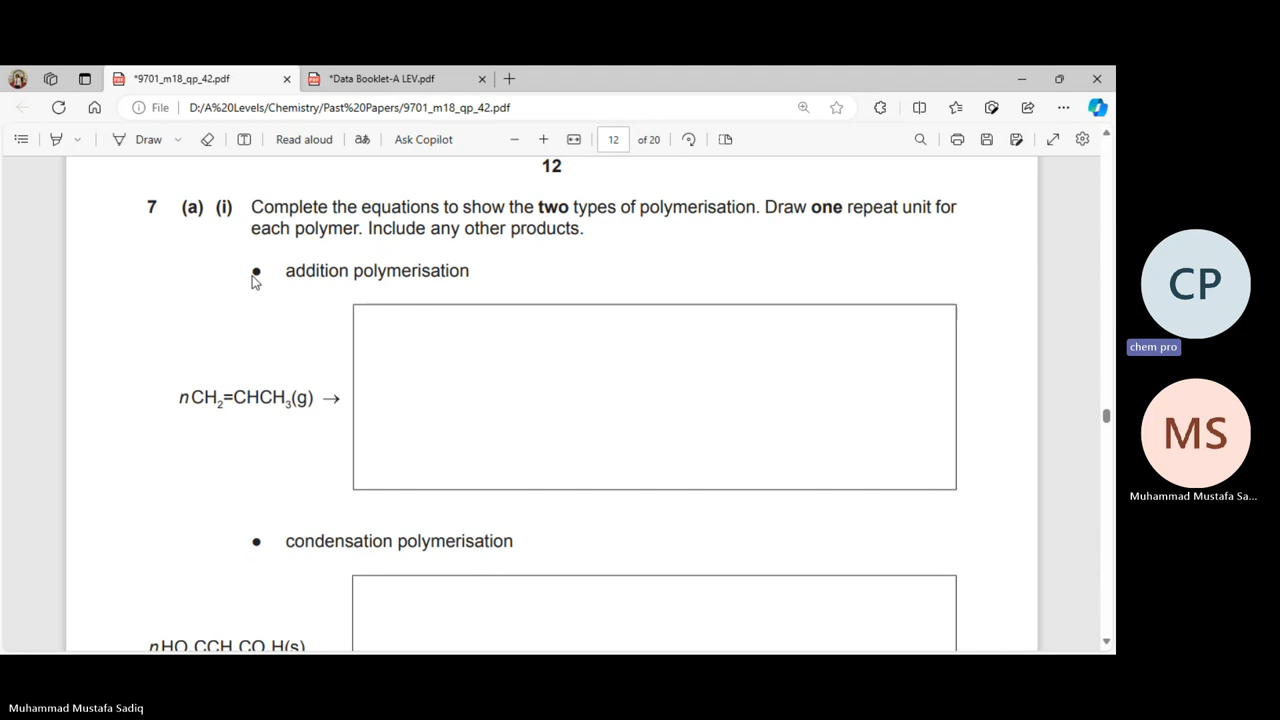 *9701_m18_qp_42.pdf
*Data Booklet-A LEV.pdf
File D:/A%20Levels/Chemistry/Past%20Papers/9701_m18_qp_42.pdf
Draw
Read aloud
aあ
Ask Copilot
12 of 20
12
7 (a) (i) Complete the equations to show the two types of polymerisation. Draw one repeat unit for
each polymer. Include any other products.
● addition polymerisation
nCH₂=CHCH₃(g) →
● condensation polymerisation
nHO₂CCH₂CO₂H(s)
CP
chem pro
MS
Muhammad Mustafa Sa...
Muhammad Mustafa Sadiq